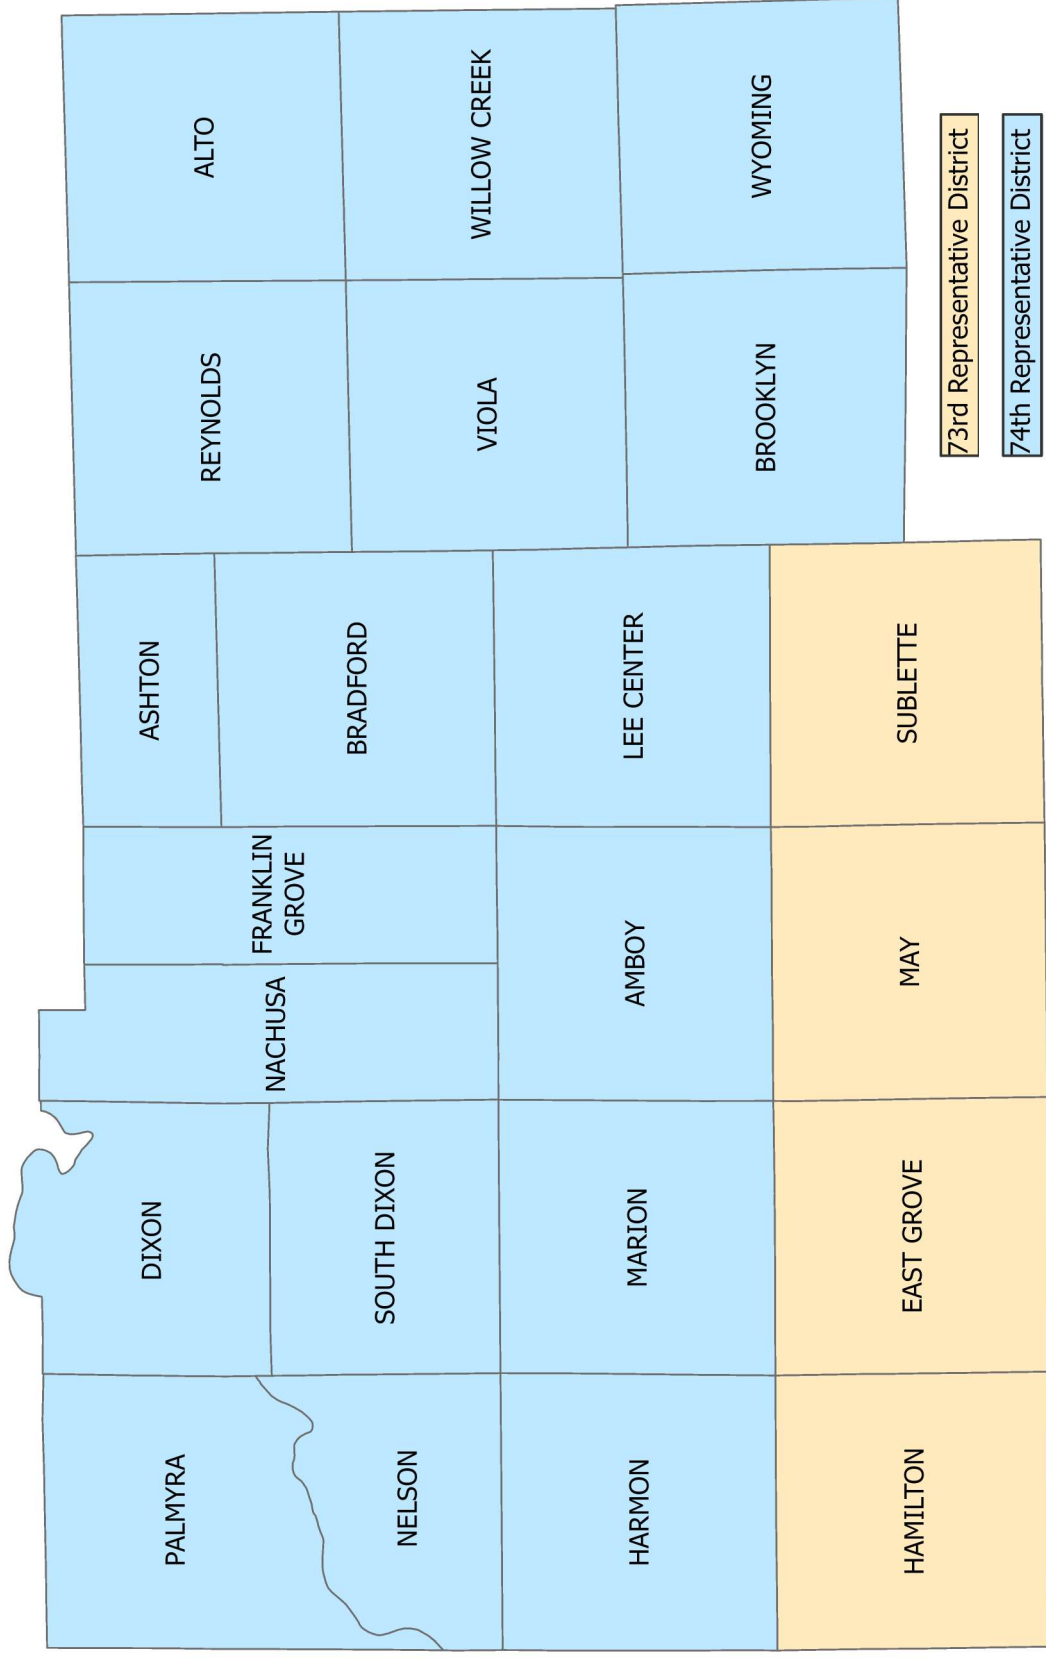 PALMYRA
DIXON
NACHUSA
FRANKLIN
GROVE
ASHTON
REYNOLDS
ALTO
NELSON
SOUTH DIXON
BRADFORD
VIOLA
WILLOW CREEK
HARMON
MARION
AMBOY
LEE CENTER
BROOKLYN
WYOMING
HAMILTON
EAST GROVE
MAY
SUBLETTE
73rd Representative District
74th Representative District